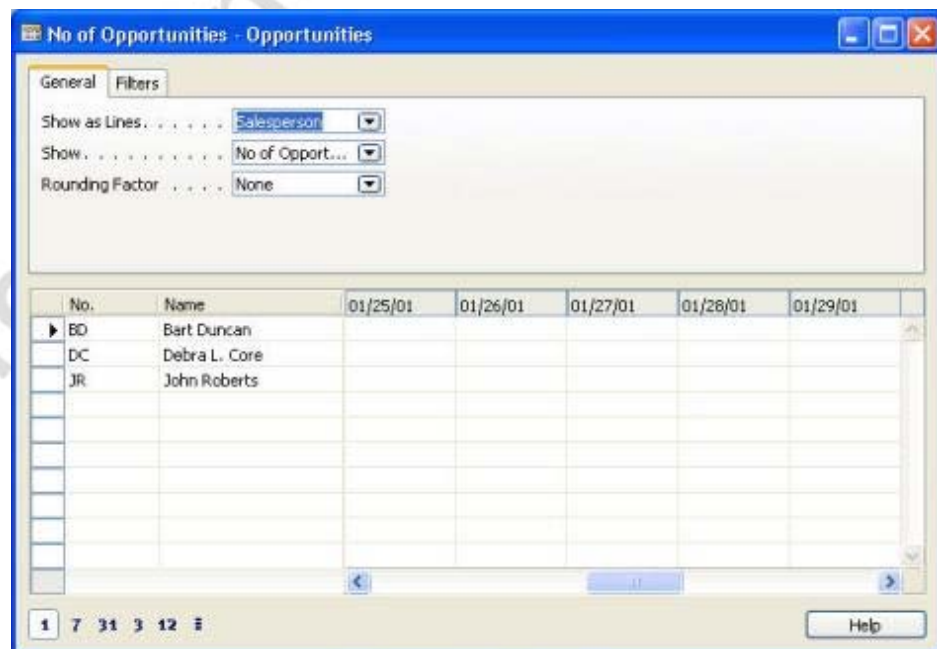 No of Opportunities - Opportunities
General Filters
Show as Lines. . . . . . Salesperson
Show. . . . . . . . . . . No of Opport...
Rounding Factor . . . . None
No. Name 01/25/01 01/26/01 01/27/01 01/28/01 01/29/01
BD Bart Duncan
DC Debra L. Core
JR John Roberts
1 7 31 3 12
Help